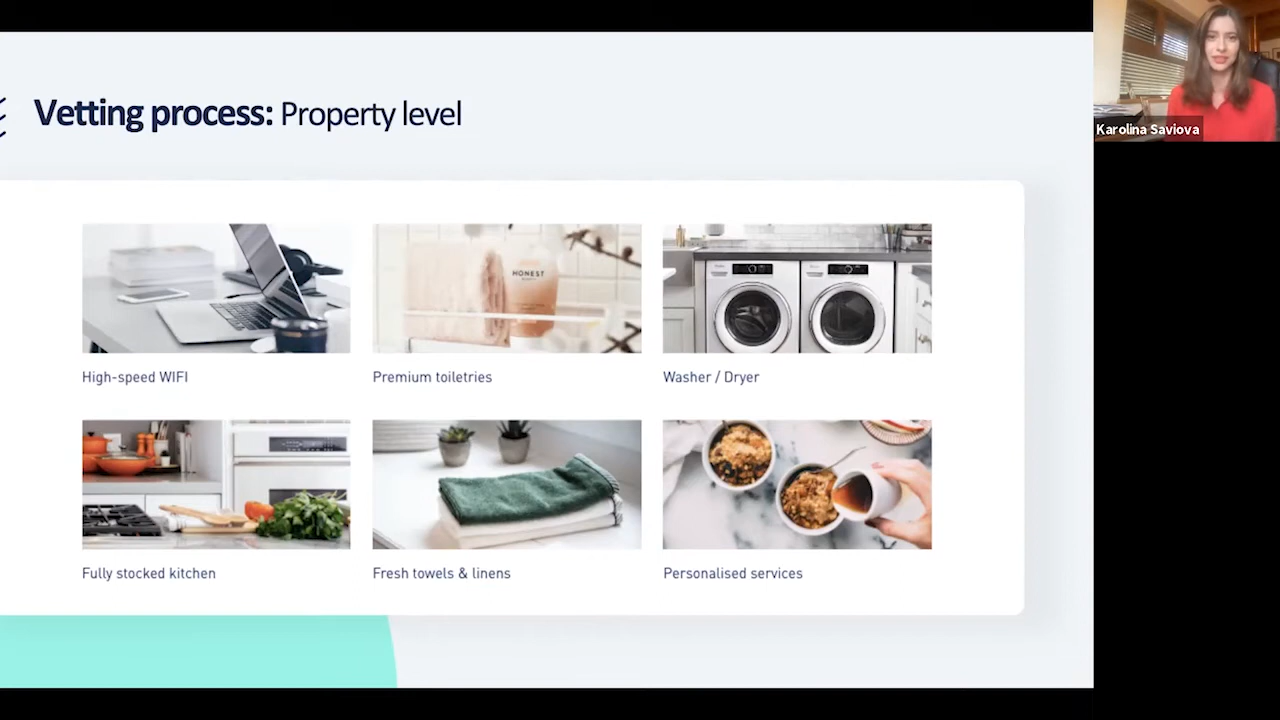 Vetting process: Property level
Karolina Saviova
HONEST
High-speed WIFI
Premium toiletries
Washer / Dryer
Fully stocked kitchen
Fresh towels & linens
Personalised services